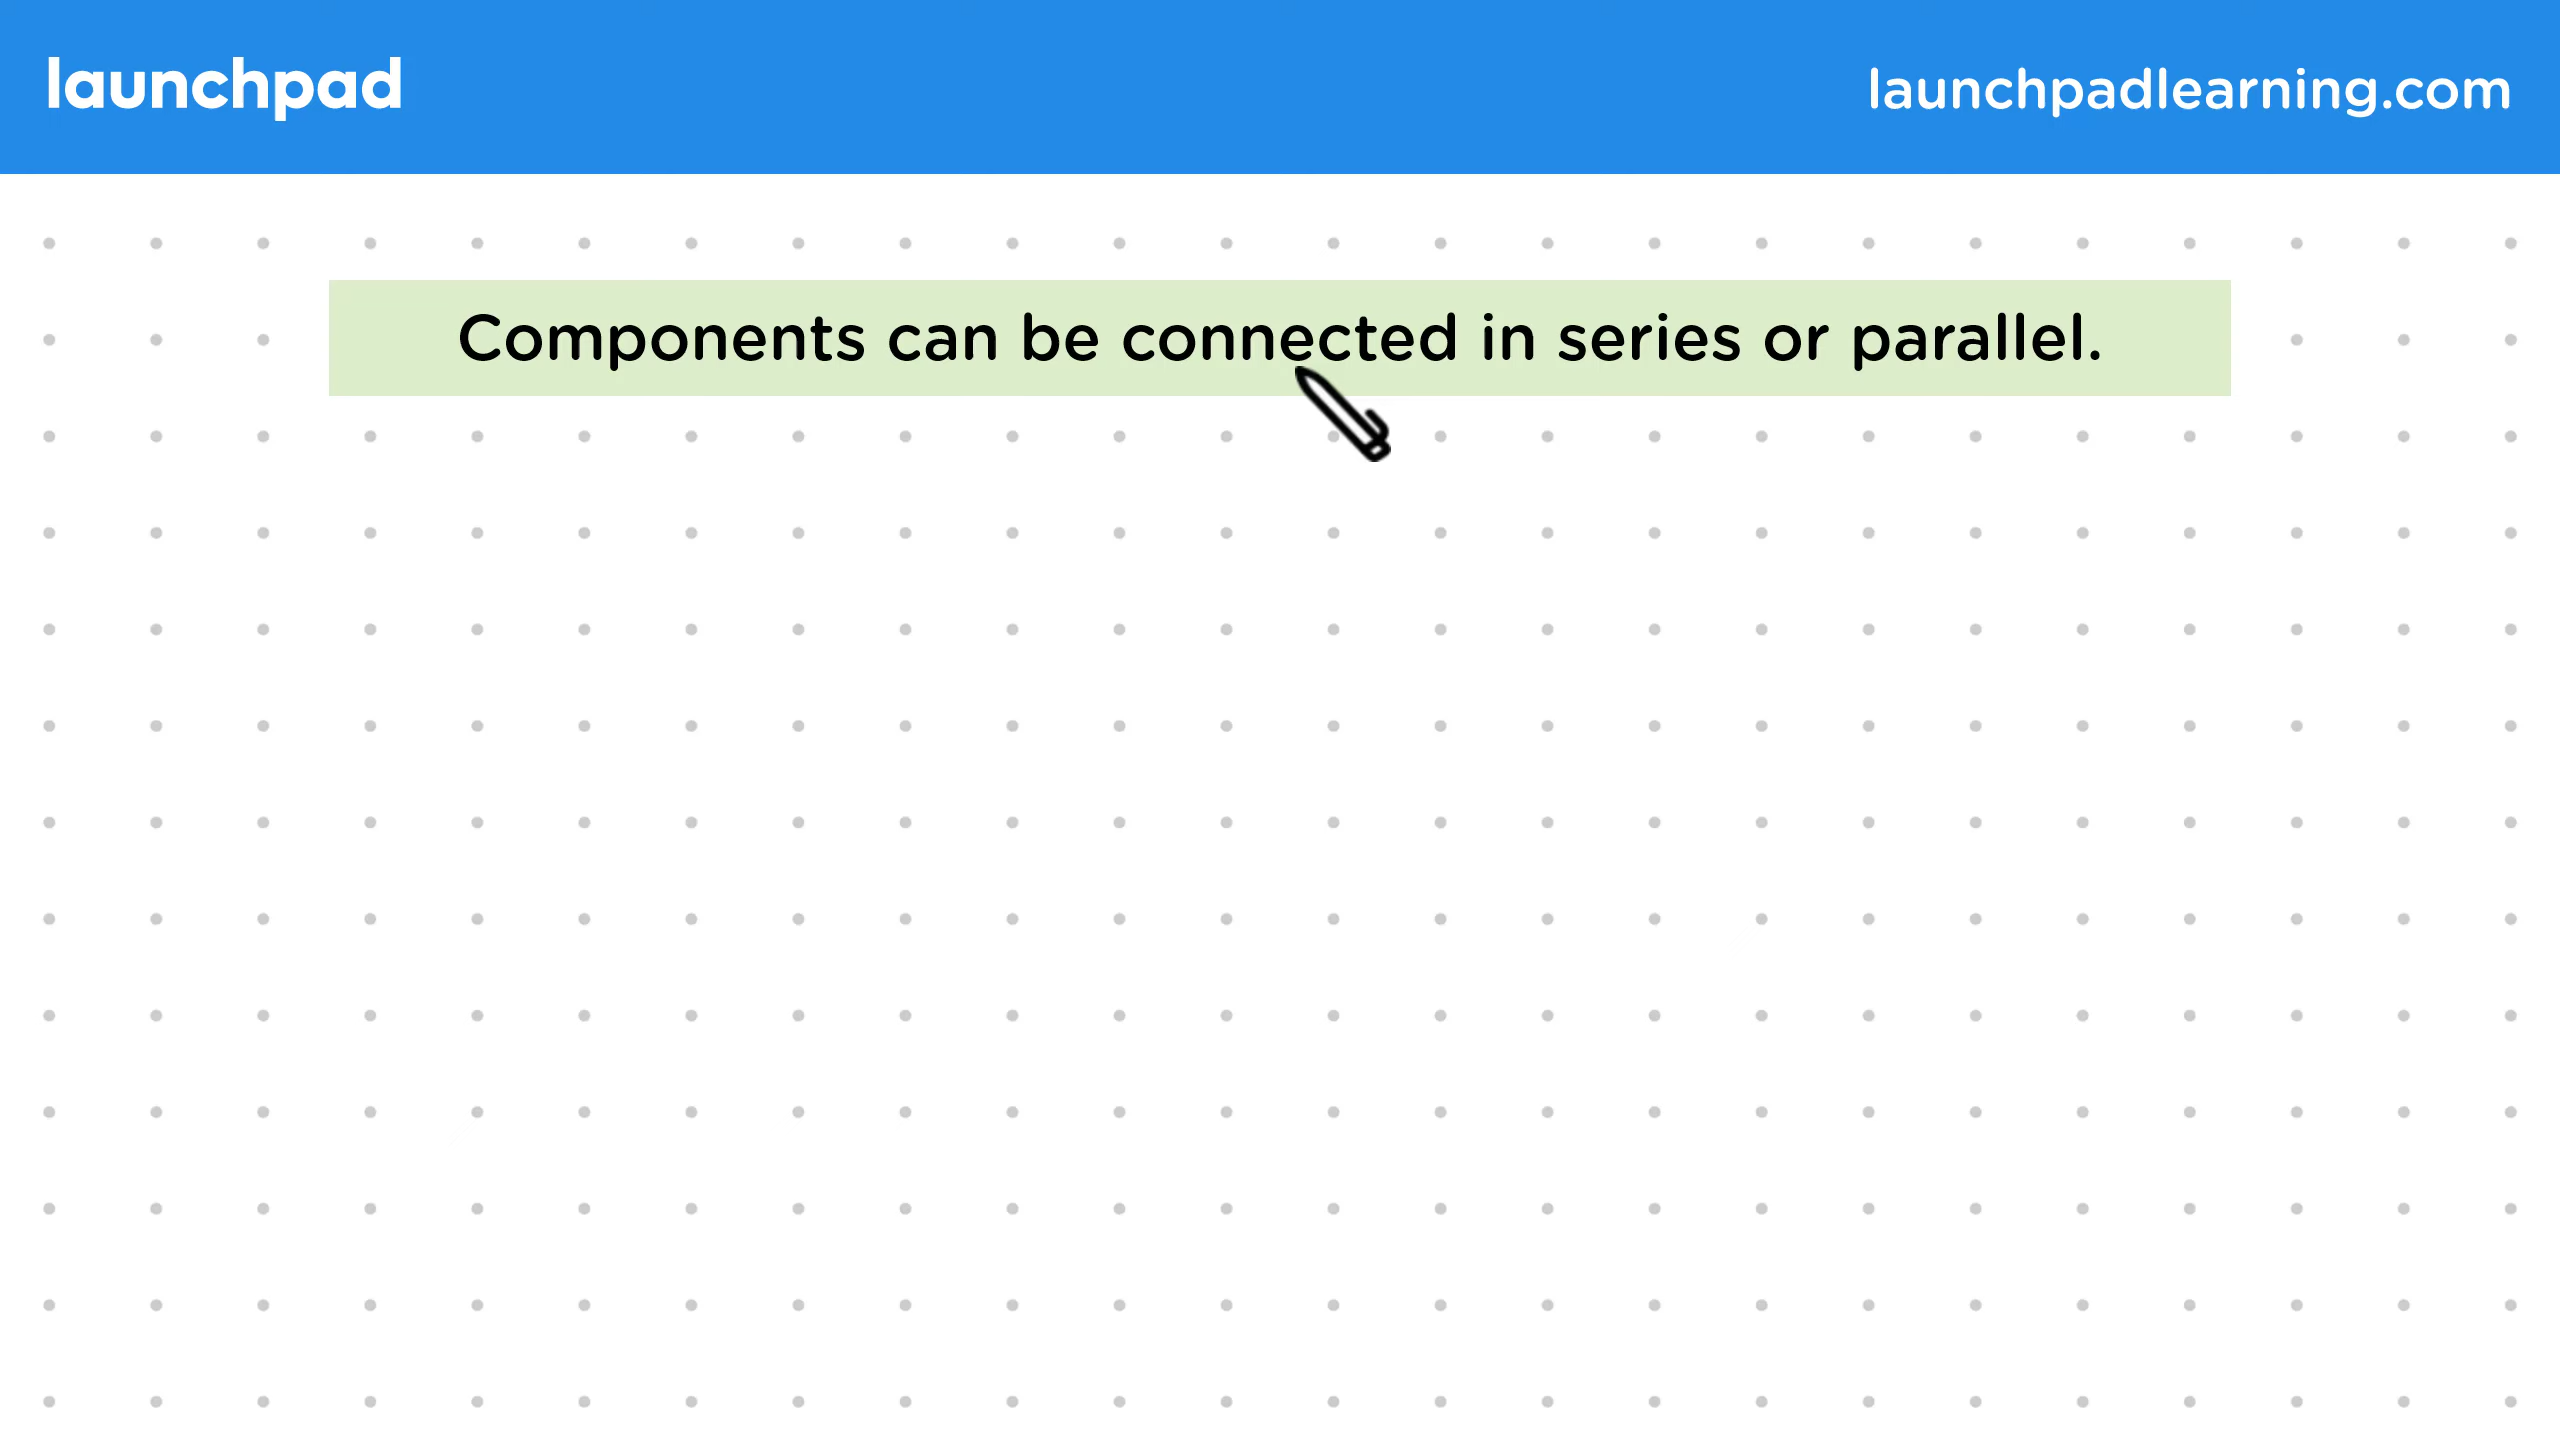 launchpad
launchpadlearning.com
Components can be connected in series or parallel.